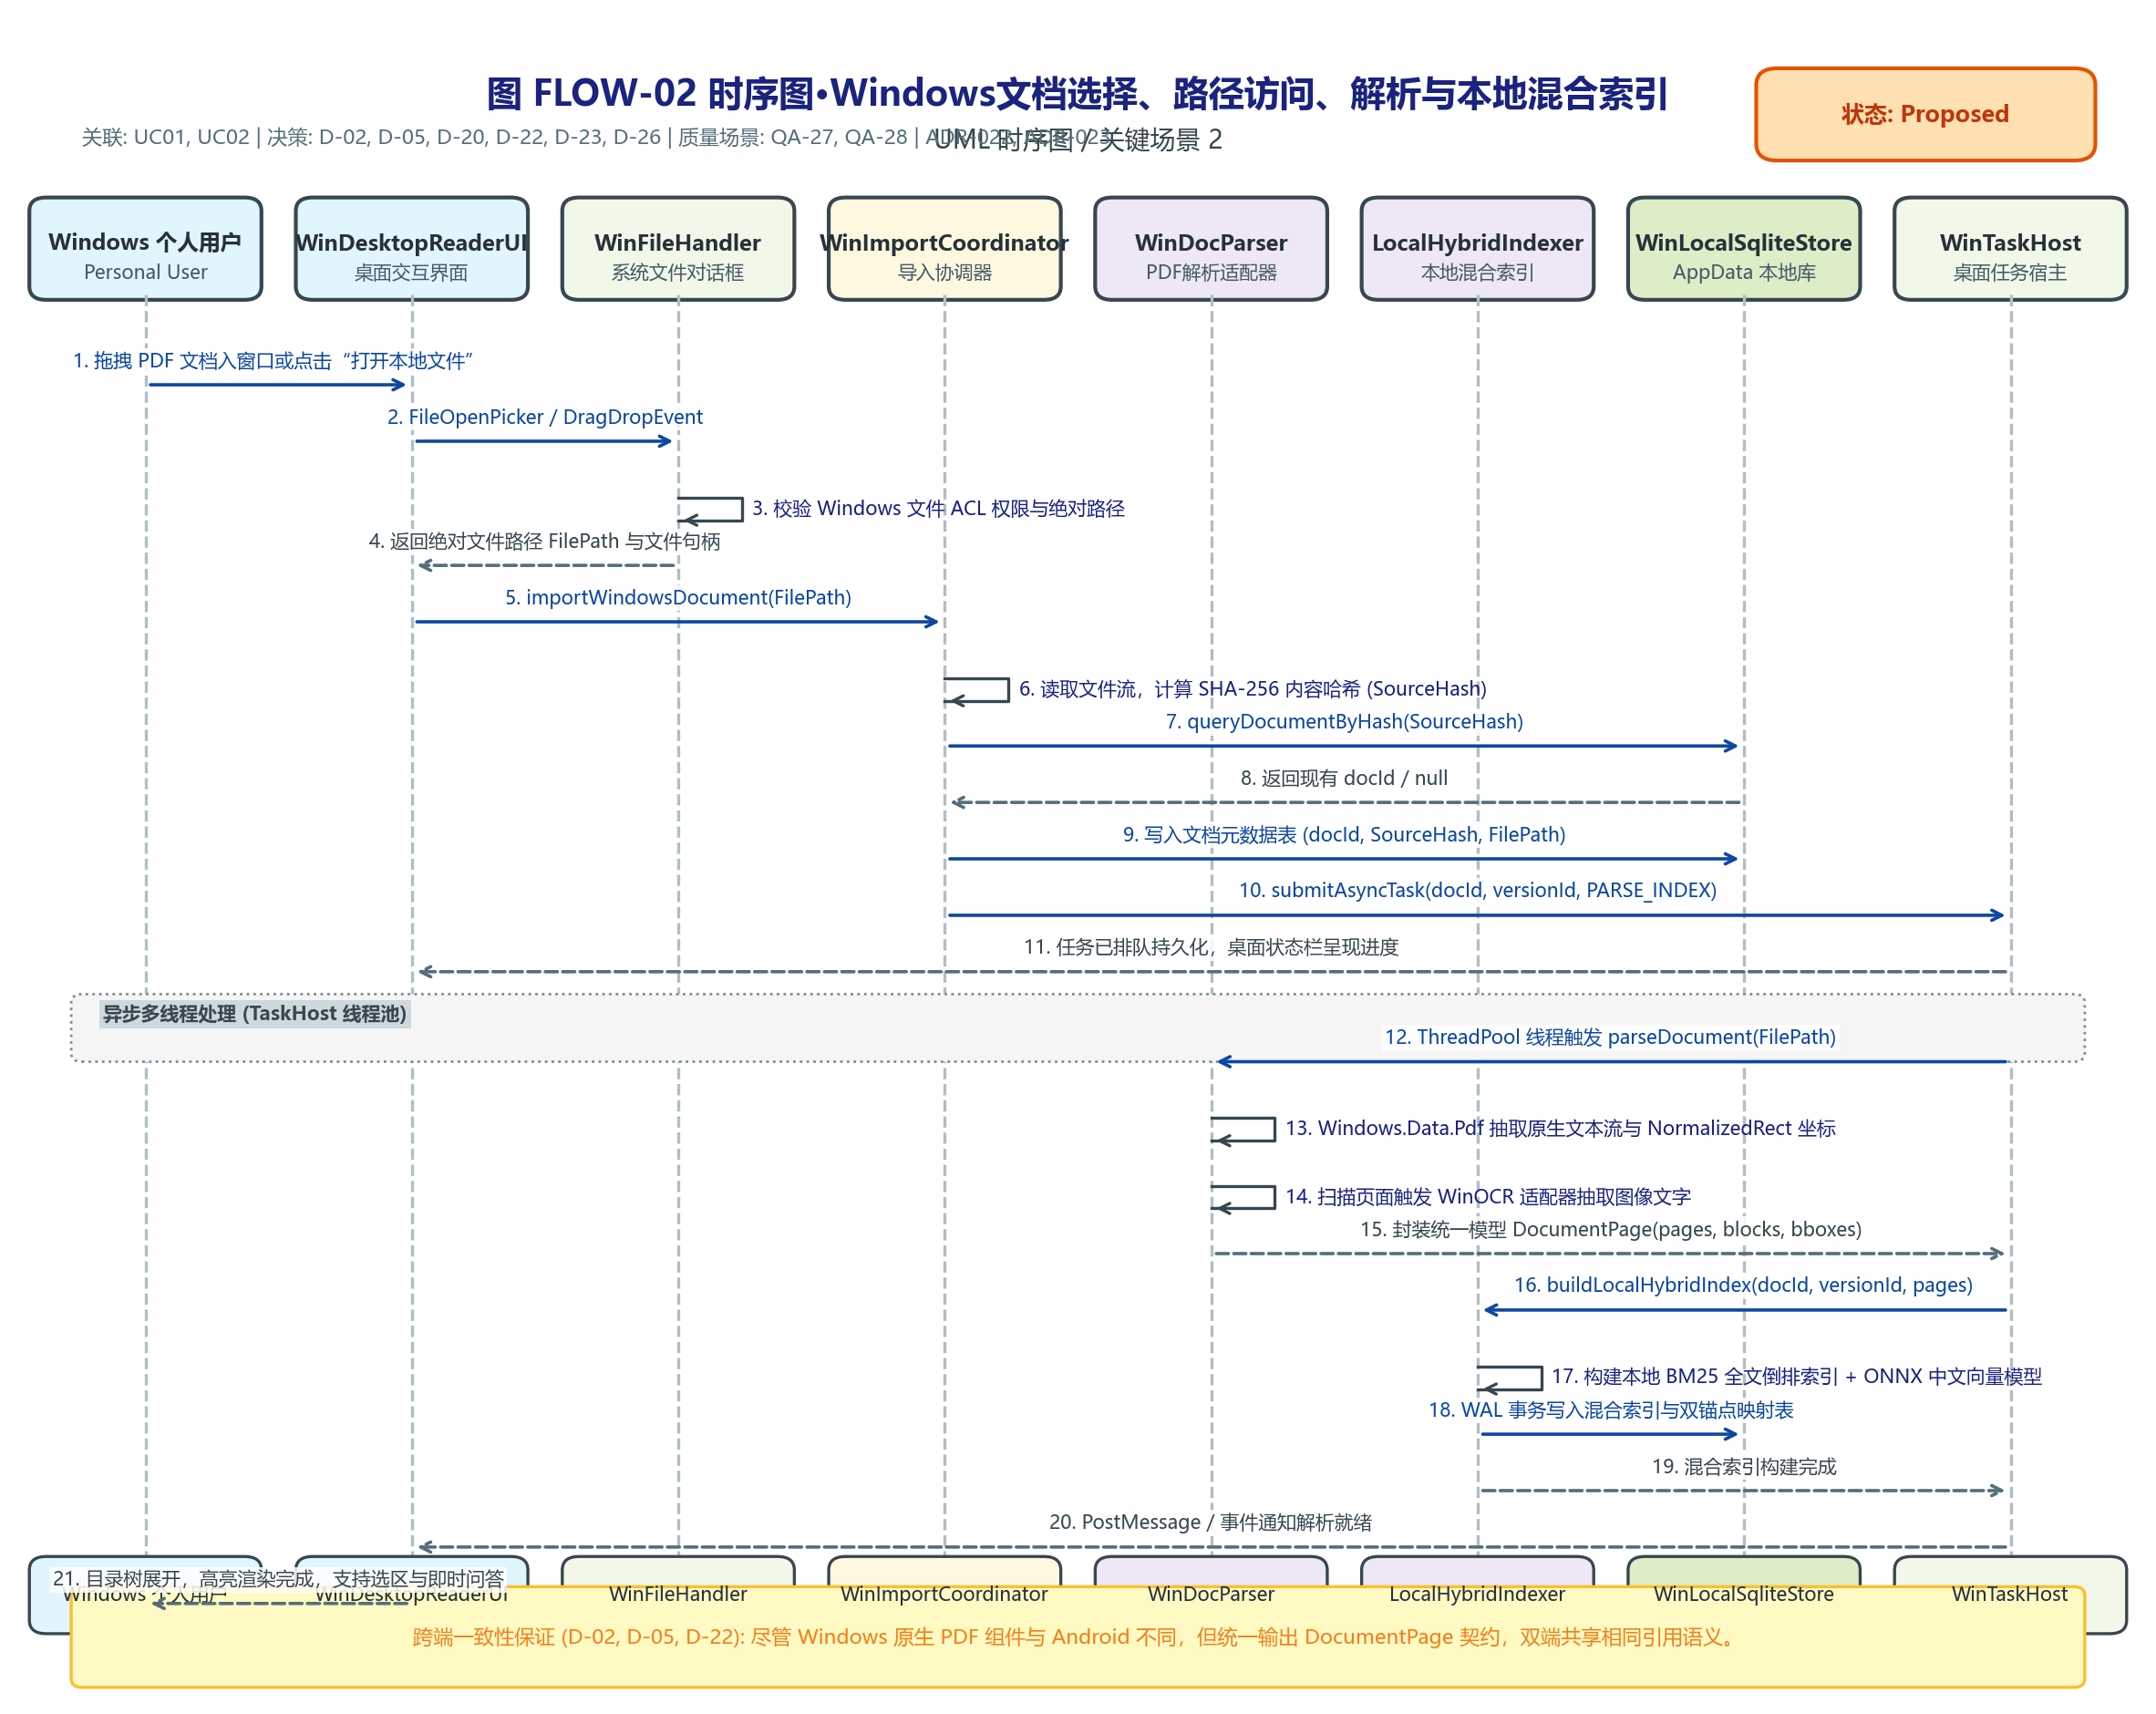 图 FLOW-02 时序图•Windows文档选择、路径访问、解析与本地混合索引
状态: Proposed
关联: UC01, UC02 | 决策: D-02, D-05, D-20, D-22, D-23, D-26 | 质量场景: QA-27, QA-28 |
UML 时序图 / 关键场景 2
Windows 个人用户
Personal User
WinDesktopReaderUI
桌面交互界面
WinFileHandler
系统文件对话框
WinImportCoordinator
导入协调器
WinDocParser
PDF解析适配器
LocalHybridIndexer
本地混合索引
WinLocalSqliteStore
AppData 本地库
WinTaskHost
桌面任务宿主
1. 拖拽 PDF 文档入窗口或点击“打开本地文件”
2. FileOpenPicker / DragDropEvent
3. 校验 Windows 文件 ACL 权限与绝对路径
4. 返回绝对文件路径 FilePath 与文件句柄
5. importWindowsDocument(FilePath)
6. 读取文件流，计算 SHA-256 内容哈希 (SourceHash)
7. queryDocumentByHash(SourceHash)
8. 返回现有 docId / null
9. 写入文档元数据表 (docId, SourceHash, FilePath)
10. submitAsyncTask(docId, versionId, PARSE_INDEX)
11. 任务已排队持久化，桌面状态栏呈现进度
异步多线程处理 (TaskHost 线程池)
12. ThreadPool 线程触发 parseDocument(FilePath)
13. Windows.Data.Pdf 抽取原生文本流与 NormalizedRect 坐标
14. 扫描页面触发 WinOCR 适配器抽取图像文字
15. 封装统一模型 DocumentPage(pages, blocks, bboxes)
16. buildLocalHybridIndex(docId, versionId, pages)
17. 构建本地 BM25 全文倒排索引 + ONNX 中文向量模型
18. WAL 事务写入混合索引与双锚点映射表
19. 混合索引构建完成
20. PostMessage / 事件通知解析就绪
21. 目录树展开，高亮渲染完成，支持选区与即时问答
Windows 个人用户
WinDesktopReaderUI
WinFileHandler
WinImportCoordinator
WinDocParser
LocalHybridIndexer
WinLocalSqliteStore
WinTaskHost
跨端一致性保证 (D-02, D-05, D-22): 尽管 Windows 原生 PDF 组件与 Android 不同，但统一输出 DocumentPage 契约，双端共享相同引用语义。